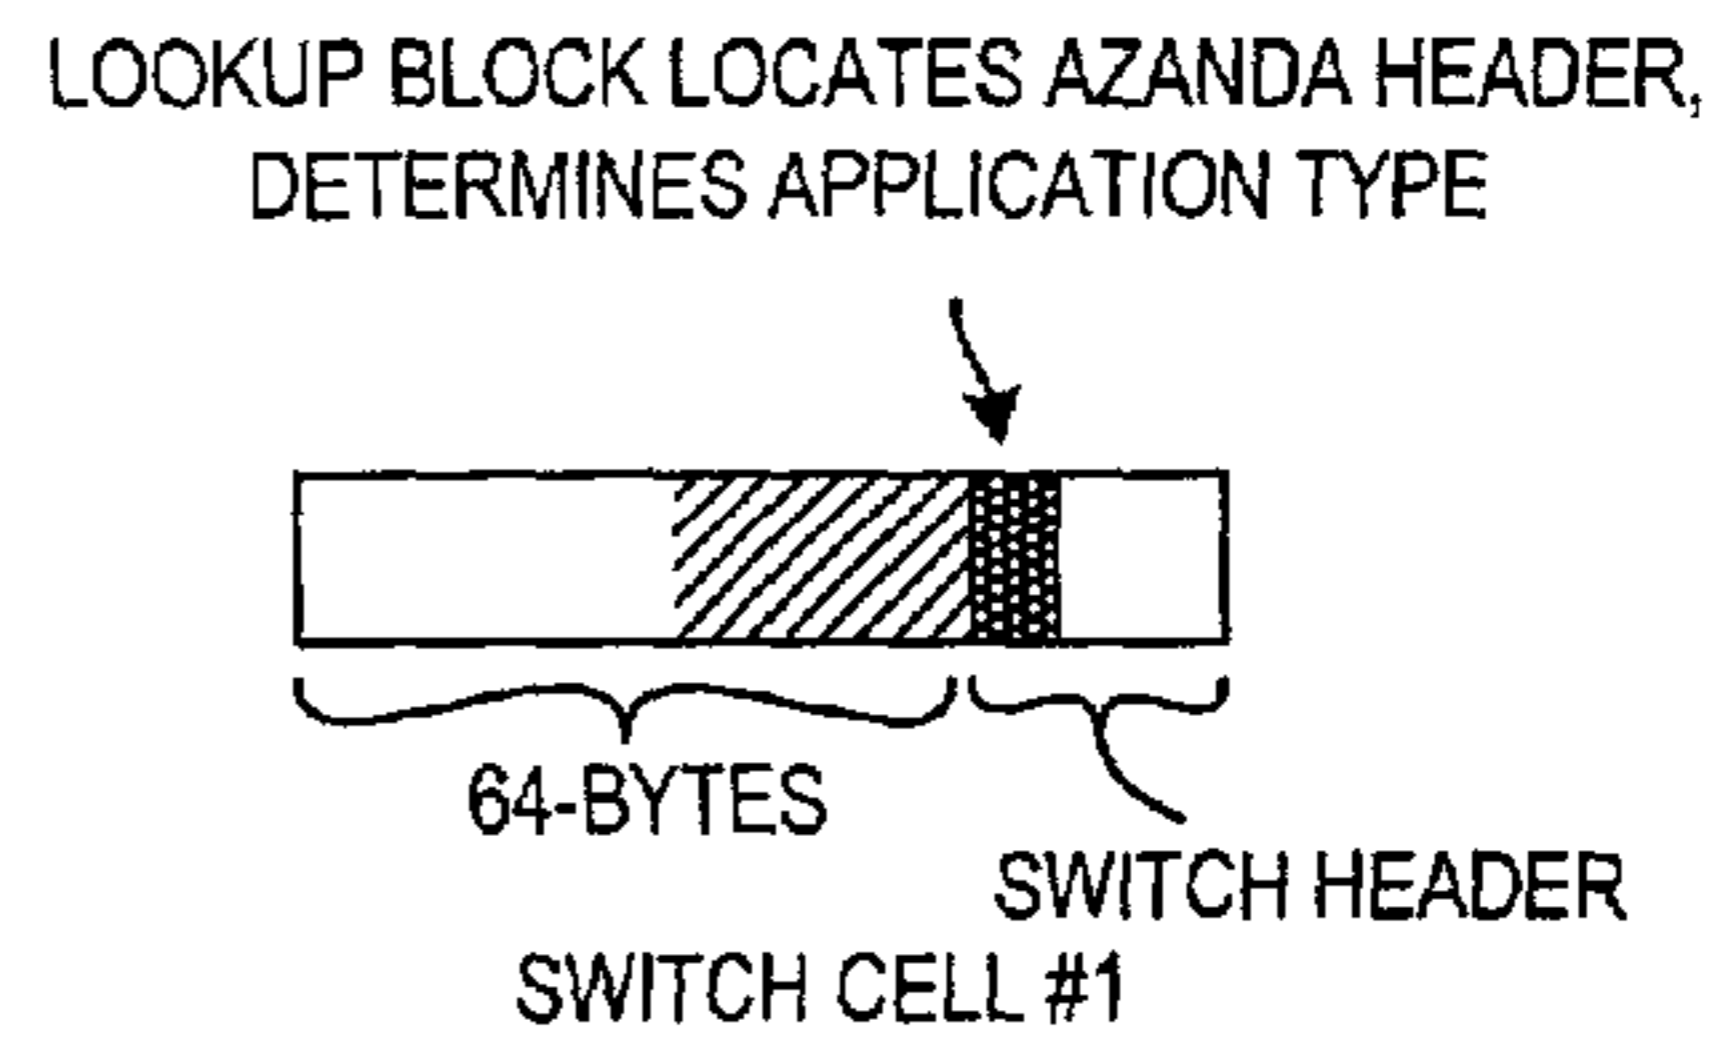 LOOKUP BLOCK LOCATES AZANDA HEADER,
DETERMINES APPLICATION TYPE
64-BYTES
SWITCH HEADER
SWITCH CELL #1